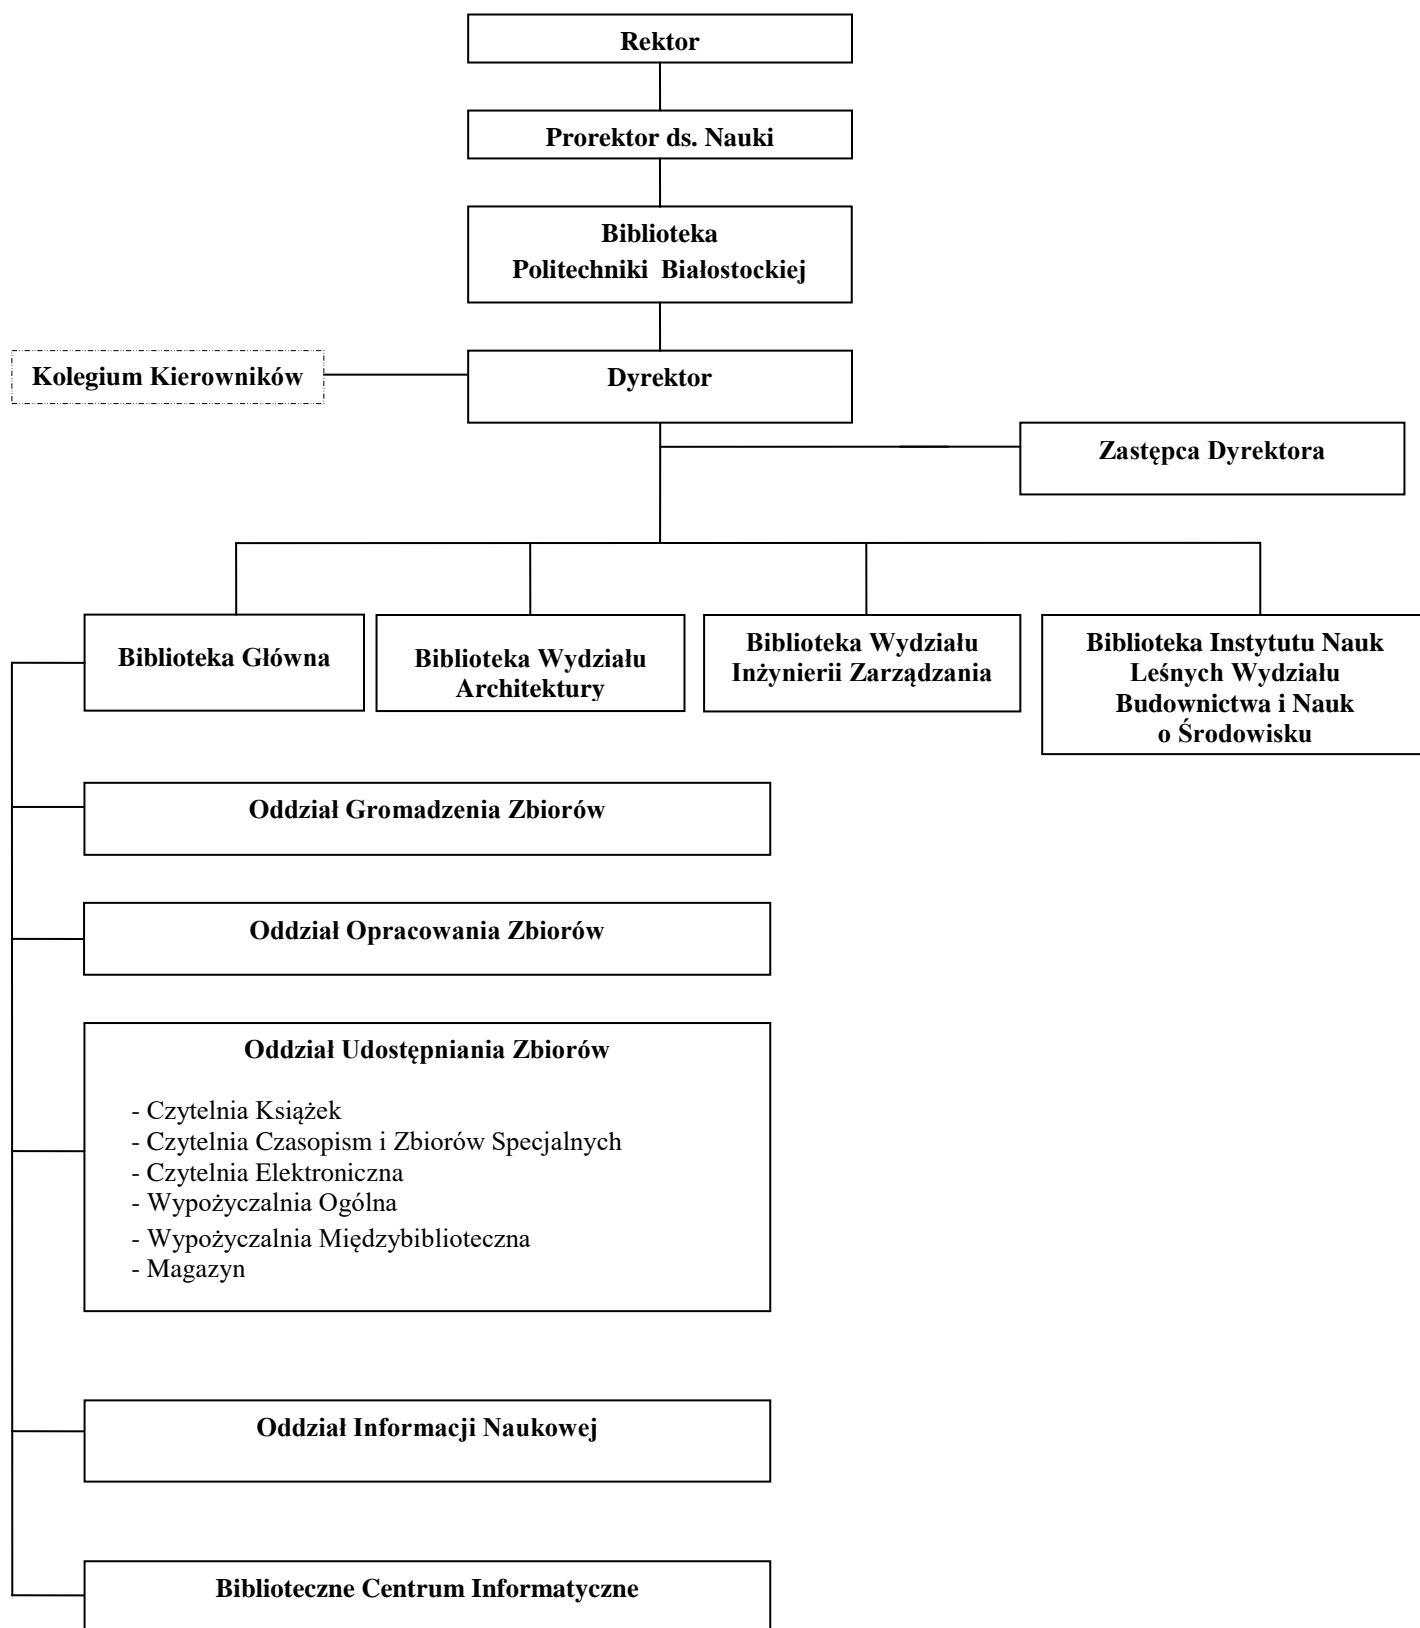 Rektor
Prorektor ds. Nauki
Biblioteka
Politechniki Białostockiej
Kolegium Kierowników
Dyrektor
Zastępca Dyrektora
Biblioteka Główna
Biblioteka Wydziału
Architektury
Biblioteka Wydziału
Inżynierii Zarządzania
Biblioteka Instytutu Nauk
Leśnych Wydziału
Budownictwa i Nauk
o Środowisku
Oddział Gromadzenia Zbiorów
Oddział Opracowania Zbiorów
Oddział Udostępniania Zbiorów
- Czytelnia Książek
- Czytelnia Czasopism i Zbiorów Specjalnych
- Czytelnia Elektroniczna
- Wypożyczalnia Ogólna
- Wypożyczalnia Międzybiblioteczna
- Magazyn
Oddział Informacji Naukowej
Biblioteczne Centrum Informatyczne